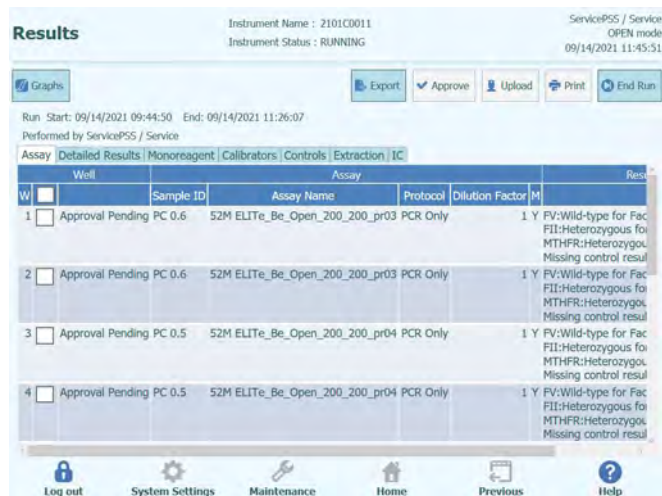 Results
Instrument Name : 2101C0011
Instrument Status : RUNNING
ServicePSS / Service
OPEN mode
09/14/2021 11:45:51
Graphs
Export
Approve
Upload
Print
End Run
Run Start: 09/14/2021 09:44:50 End: 09/14/2021 11:26:07
Performed by ServicePSS / Service
Assay Detailed Results Monoreagent Calibrators Controls Extraction IC
Well Assay Resu
W Sample ID Assay Name Protocol Dilution Factor M
1 Approval Pending PC 0.6 52M ELITe_Be_Open_200_200_pr03 PCR Only 1 Y FV:Wild-type for Fac
FII:Heterozygous for
MTHFR:Heterozygou
Missing control resul
2 Approval Pending PC 0.6 52M ELITe_Be_Open_200_200_pr03 PCR Only 1 Y FV:Wild-type for Fac
FII:Heterozygous for
MTHFR:Heterozygou
Missing control resul
3 Approval Pending PC 0.5 52M ELITe_Be_Open_200_200_pr04 PCR Only 1 Y FV:Wild-type for Fac
FII:Heterozygous for
MTHFR:Heterozygou
Missing control resul
4 Approval Pending PC 0.5 52M ELITe_Be_Open_200_200_pr04 PCR Only 1 Y FV:Wild-type for Fac
FII:Heterozygous for
MTHFR:Heterozygou
Missing control resul
Log out
System Settings
Maintenance
Home
Previous
Help